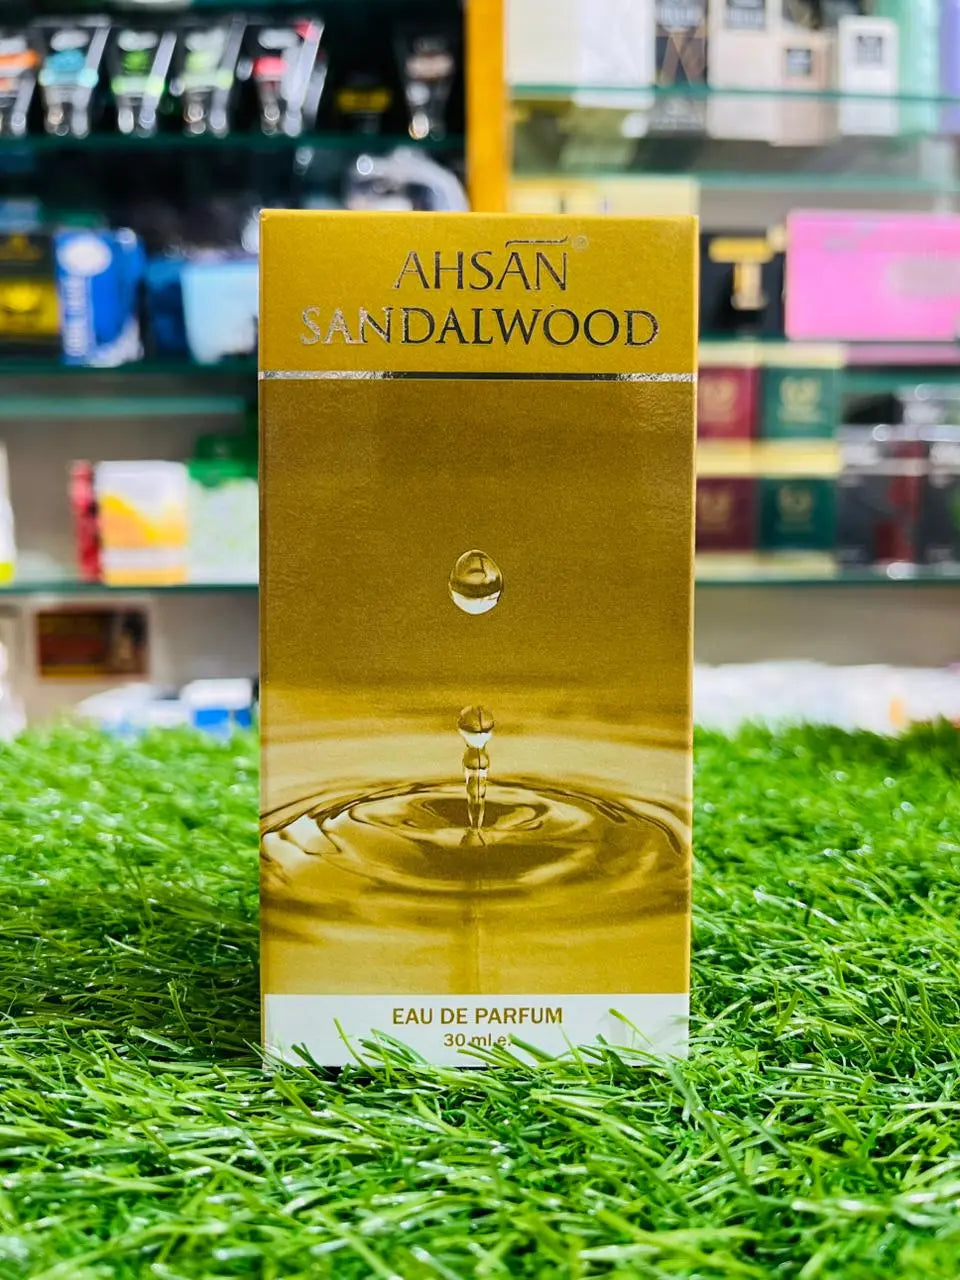 AHSAN®
SANDALWOOD
EAU DE PARFUM
30 ml e.